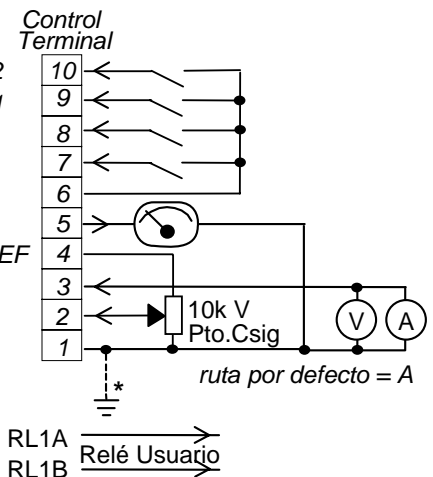 Control
Terminal
2
10
9
8
7
6
5
EF
4
3
2
1
10k V
Pto.Csig
V
A
*
ruta por defecto = A
RL1A
Relé Usuario
RL1B